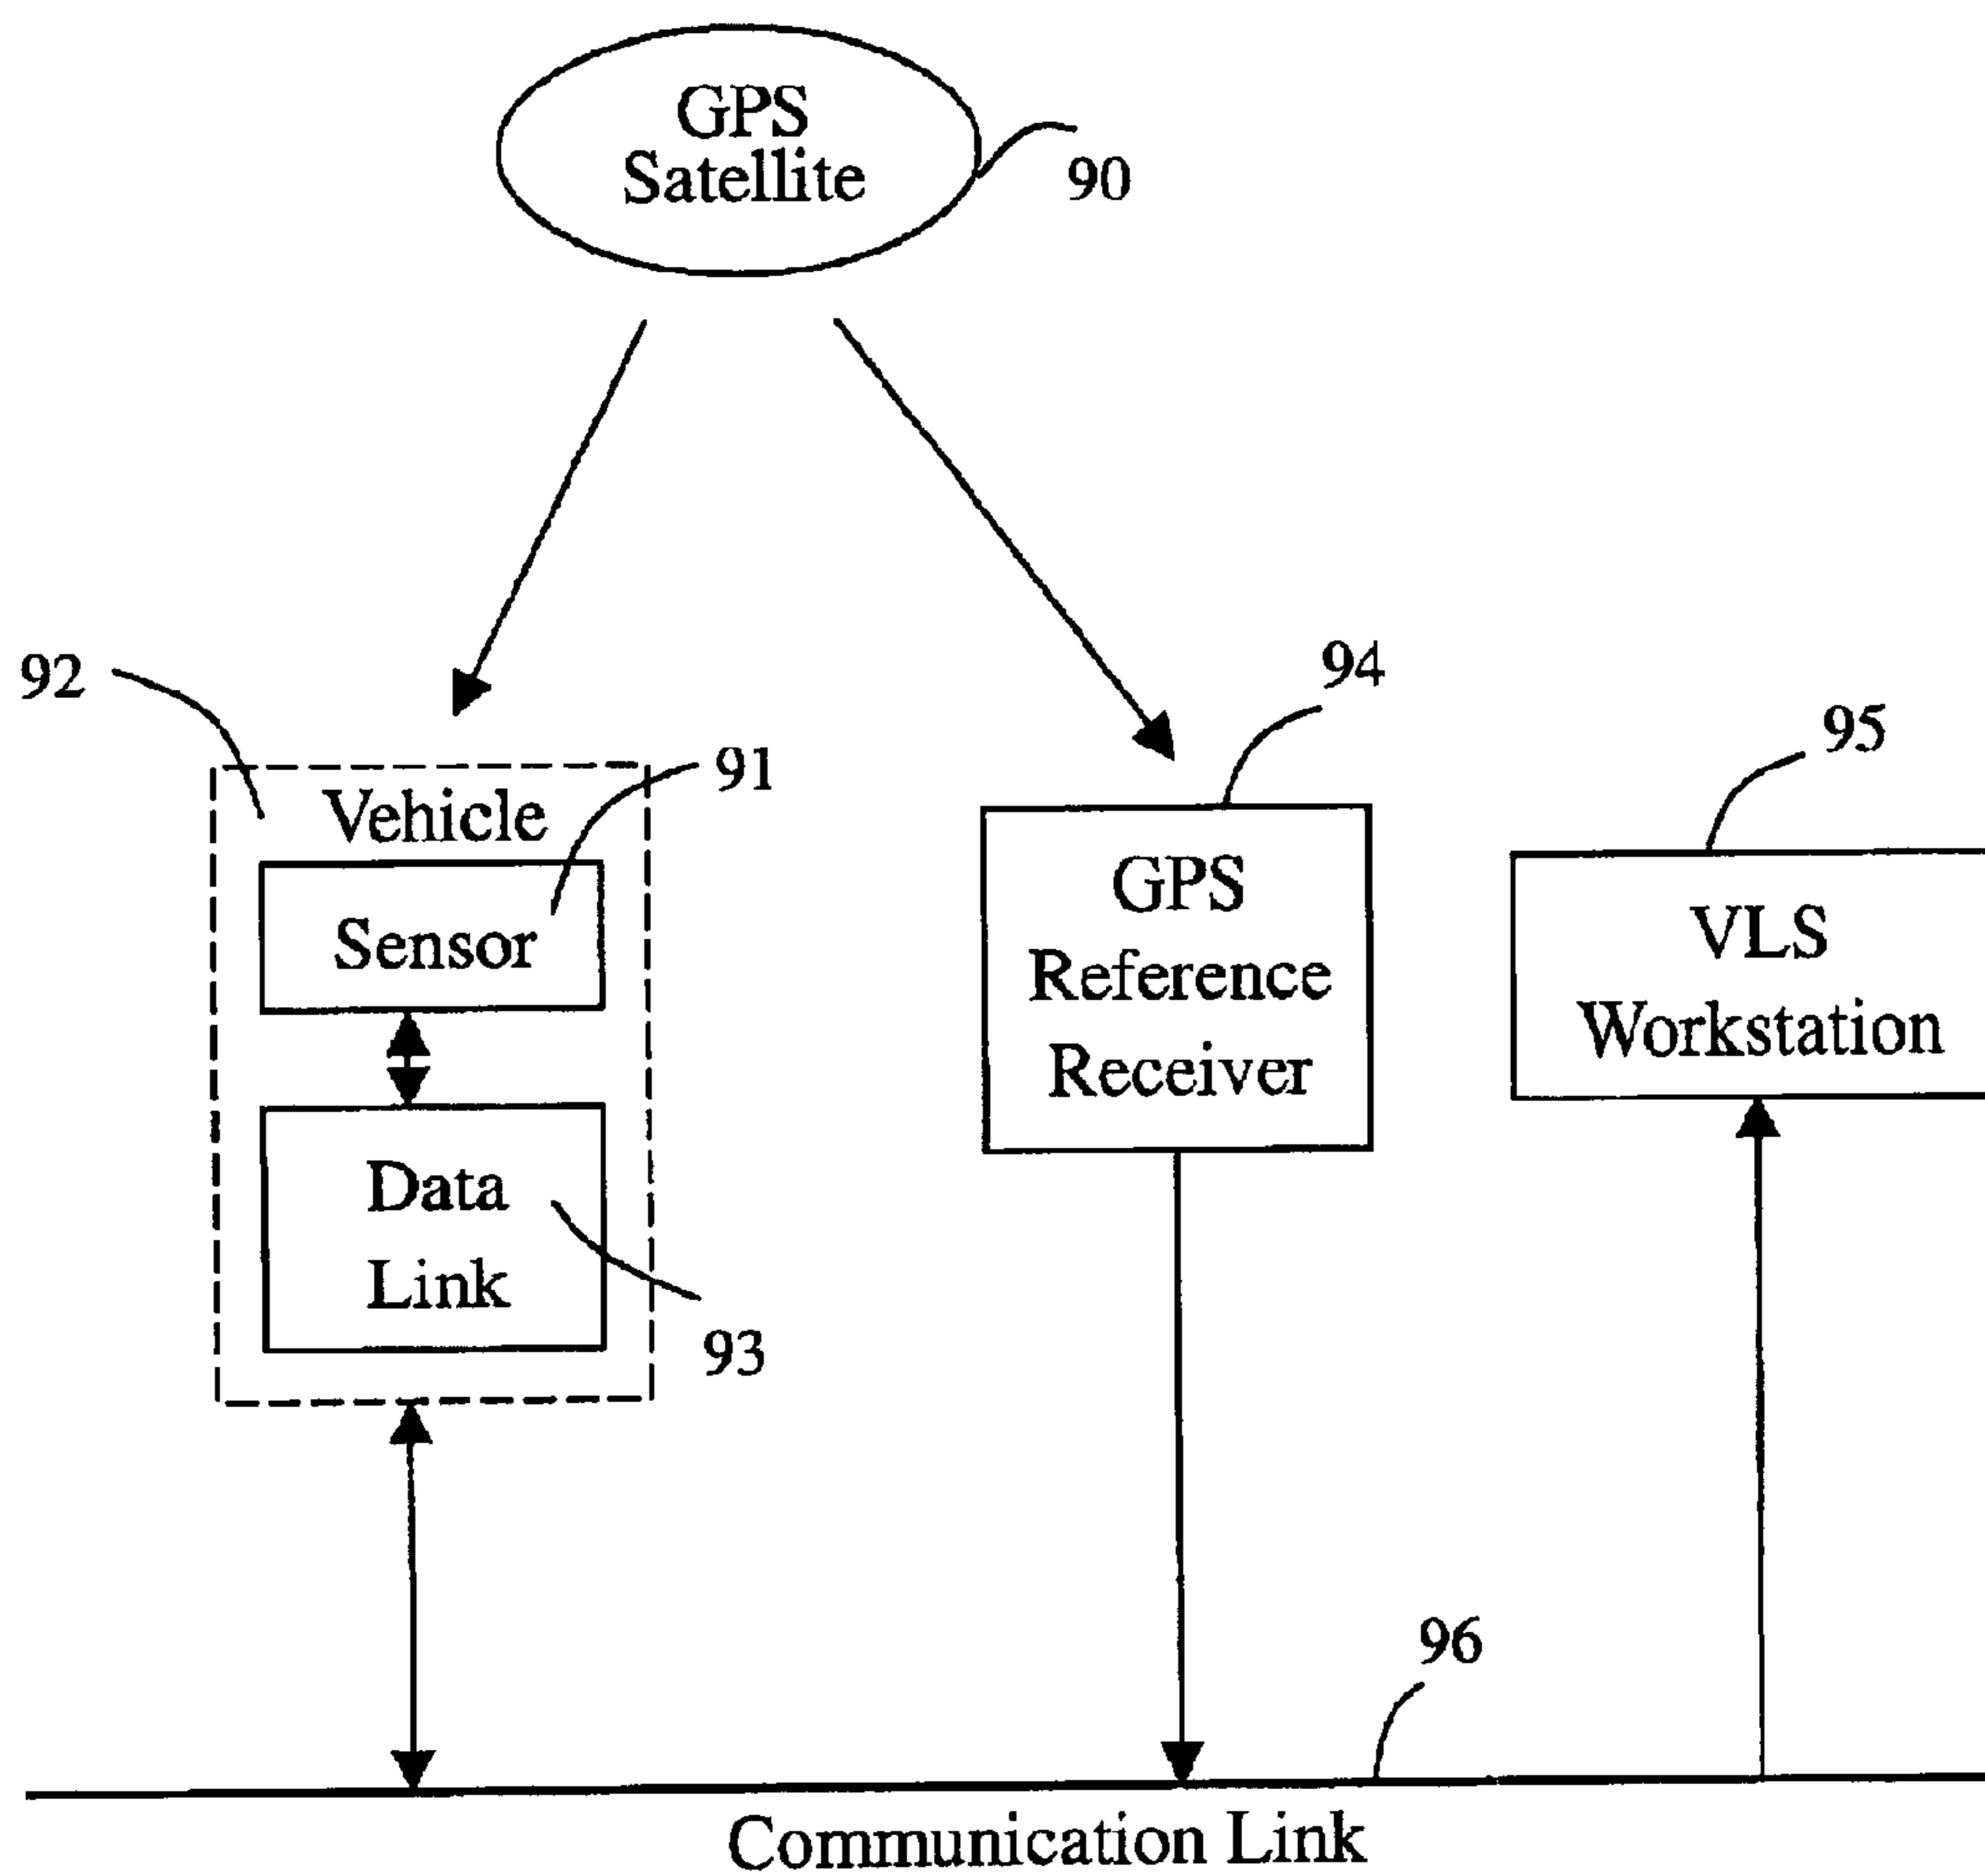 GPS
Satellite
90
92
94
95
91
Vehicle
Sensor
GPS
Reference
Receiver
VLS
Workstation
Data
Link
93
96
Communication Link